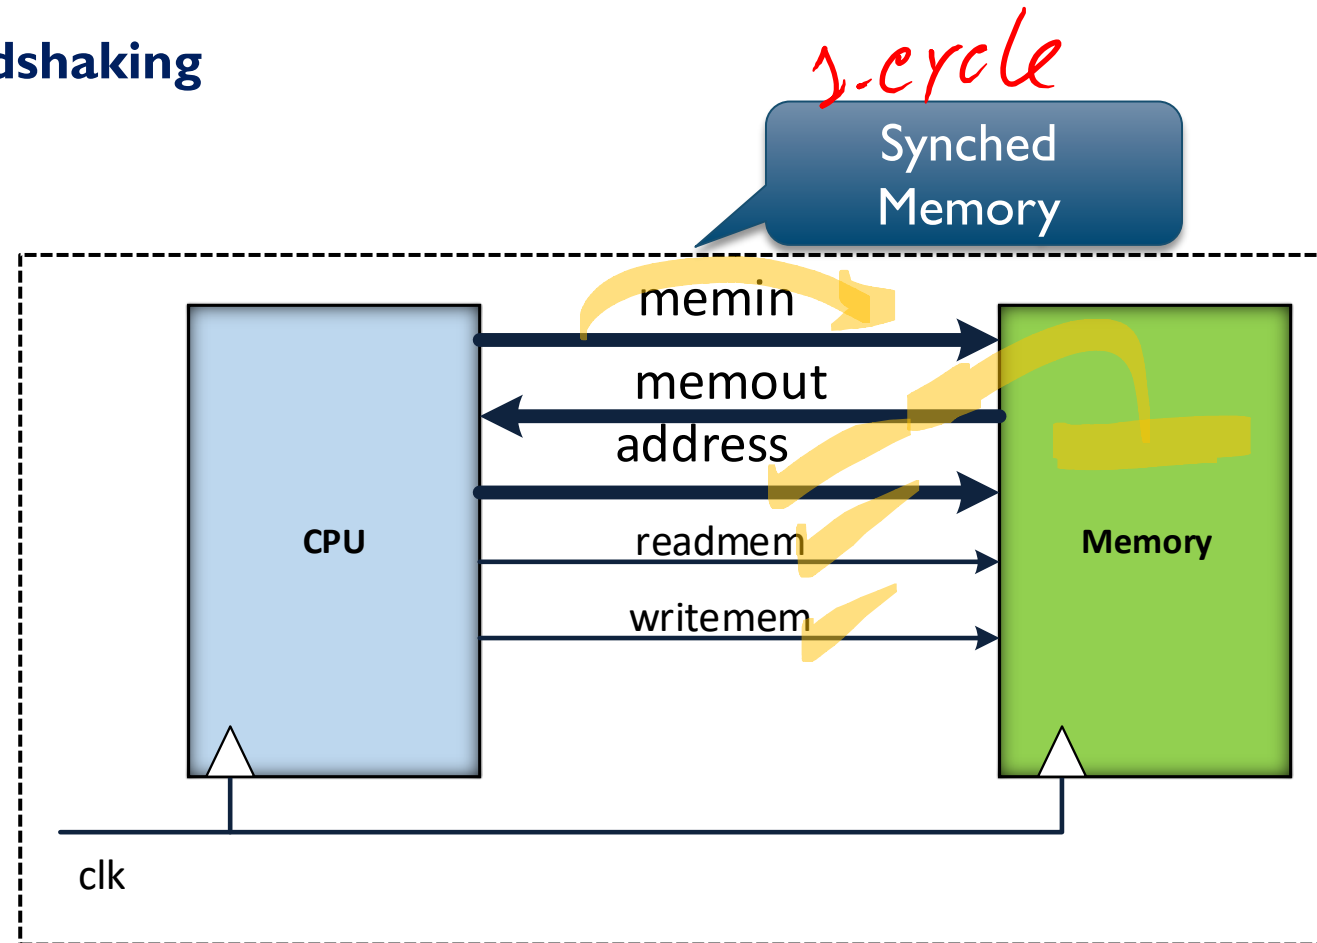 dshaking
s.cycle
Synched
Memory
memin
memout
address
CPU
readmem
Memory
writemem
clk